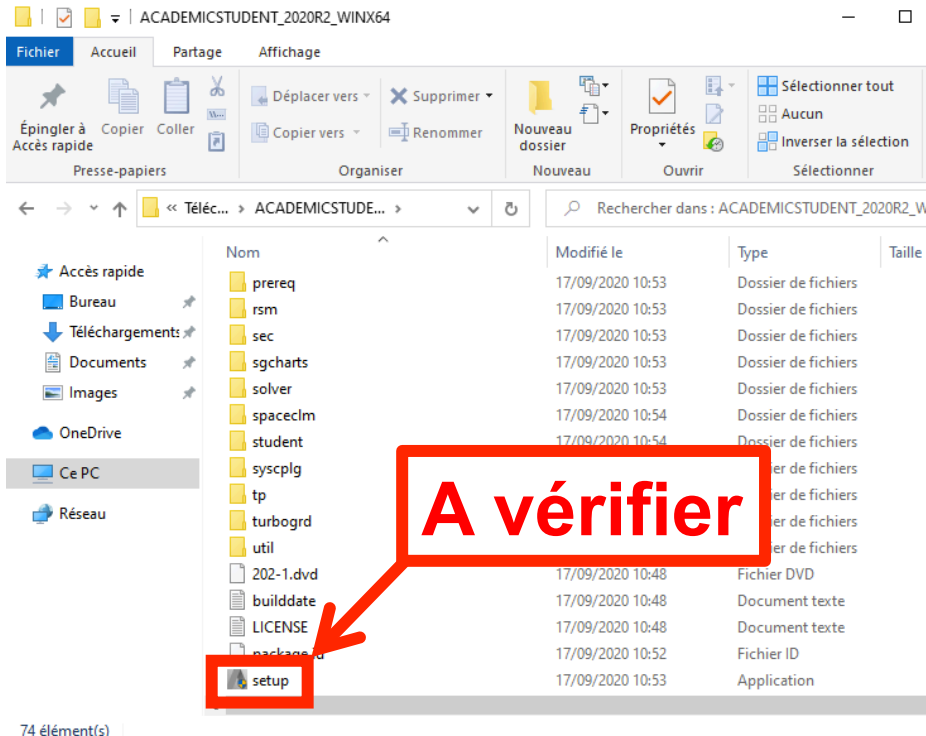 ACADEMICSTUDENT_2020R2_WINX64
Fichier Accueil Partage Affichage
Épingler à Accès rapide
Copier
Coller
Presse-papiers
Déplacer vers
Copier vers
Supprimer
Renommer
Organiser
Nouveau dossier
Nouveau
Propriétés
Ouvrir
Sélectionner tout
Aucun
Inverser la sélection
Sélectionner
« Téléc... › ACADEMICSTUDE... ›
Rechercher dans : ACADEMICSTUDENT_2020R2_W
Accès rapide
Bureau
Téléchargements
Documents
Images
OneDrive
Ce PC
Réseau
Nom Modifié le Type Taille
prereq 17/09/2020 10:53 Dossier de fichiers
rsm 17/09/2020 10:53 Dossier de fichiers
sec 17/09/2020 10:53 Dossier de fichiers
sgcharts 17/09/2020 10:53 Dossier de fichiers
solver 17/09/2020 10:53 Dossier de fichiers
spaceclm 17/09/2020 10:54 Dossier de fichiers
student 17/09/2020 10:54 Dossier de fichiers
syscplg er de fichiers
tp er de fichiers
turbogrd er de fichiers
util er de fichiers
202-1.dvd 17/09/2020 10:48 Fichier DVD
builddate 17/09/2020 10:48 Document texte
LICENSE 17/09/2020 10:48 Document texte
package.id 17/09/2020 10:52 Fichier ID
setup 17/09/2020 10:53 Application
A vérifier
74 élément(s)